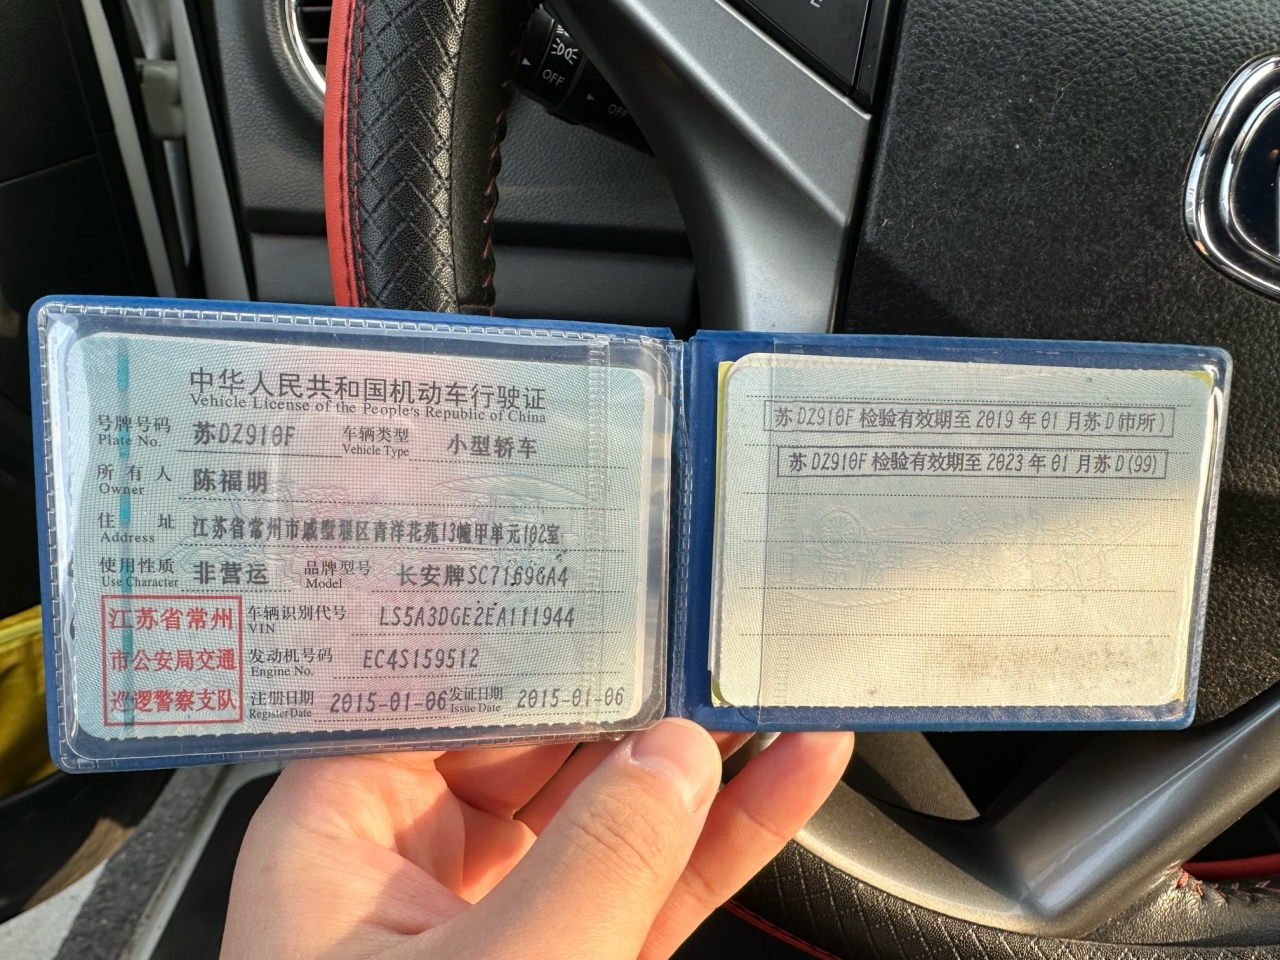 OFF
OFF
中华人民共和国机动车行驶证
Vehicle License of the People's Republic of China
号牌号码 苏DZ910F 车辆类型 小型轿车
Plate No. Vehicle Type
所有人 陈福明
Owner
住址 江苏省常州市戚墅堰区青洋花苑13幢甲单元102室
Address
使用性质 非营运 品牌型号 长安牌SC7169GA4
Use Character Model
江苏省常州
市公安局交通
巡逻警察支队
车辆识别代号 LS5A3DGE2EA111944
VIN
发动机号码 EC4S159512
Engine No.
注册日期 2015-01-06 发证日期 2015-01-06
Register Date Issue Date
苏DZ910F 检验有效期至 2019 年 01 月苏 D(市所)
苏DZ910F 检验有效期至 2023 年 01 月苏 D(99)